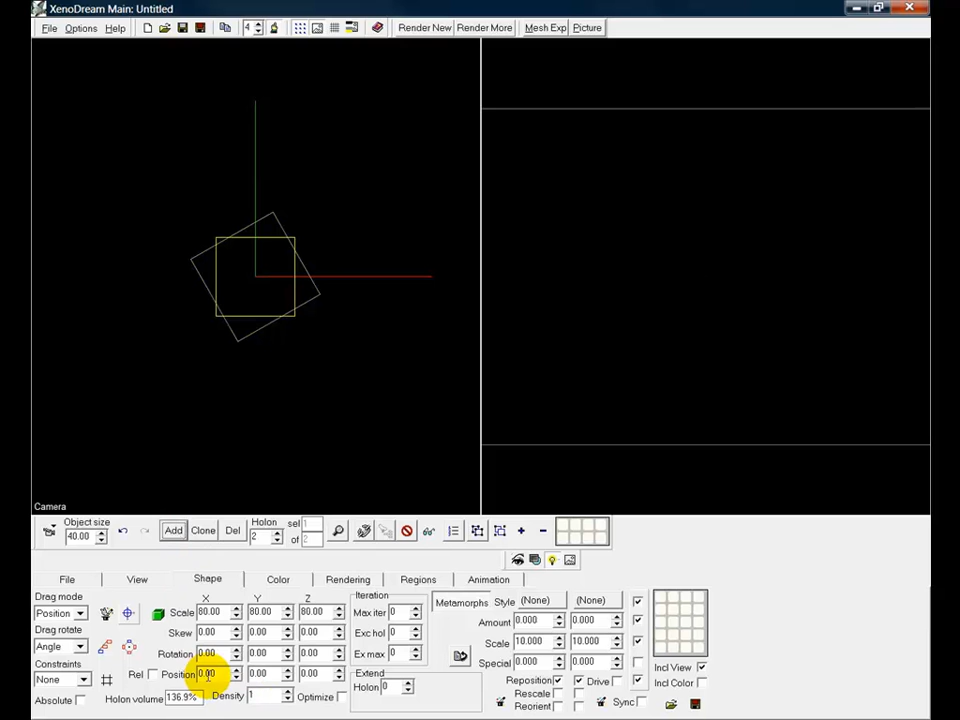 XenoDream Main: Untitled
File Options Help 4 Render New Render More Mesh Exp Picture
Camera
Object size
40.00
Add Clone Del
Holon
2
sel 1
of 2
File View Shape Color Rendering Regions Animation
Drag mode
Position
Drag rotate
Angle
Constraints
None
Absolute
X Y Z
Scale 80.00 80.00 80.00
Skew 0.00 0.00 0.00
Rotation 0.00 0.00 0.00
Rel Position 0.00 0.00 0.00
Holon volume 136.9% Density 1 Optimize
Iteration
Max iter 0
Exc hol 0
Ex max 0
Extend
Holon 0
Metamorphs Style (None) (None)
Amount 0.000 0.000
Scale 10.000 10.000
Special 0.000 0.000
Reposition Drive
Rescale
Reorient Sync
Incl View
Incl Color